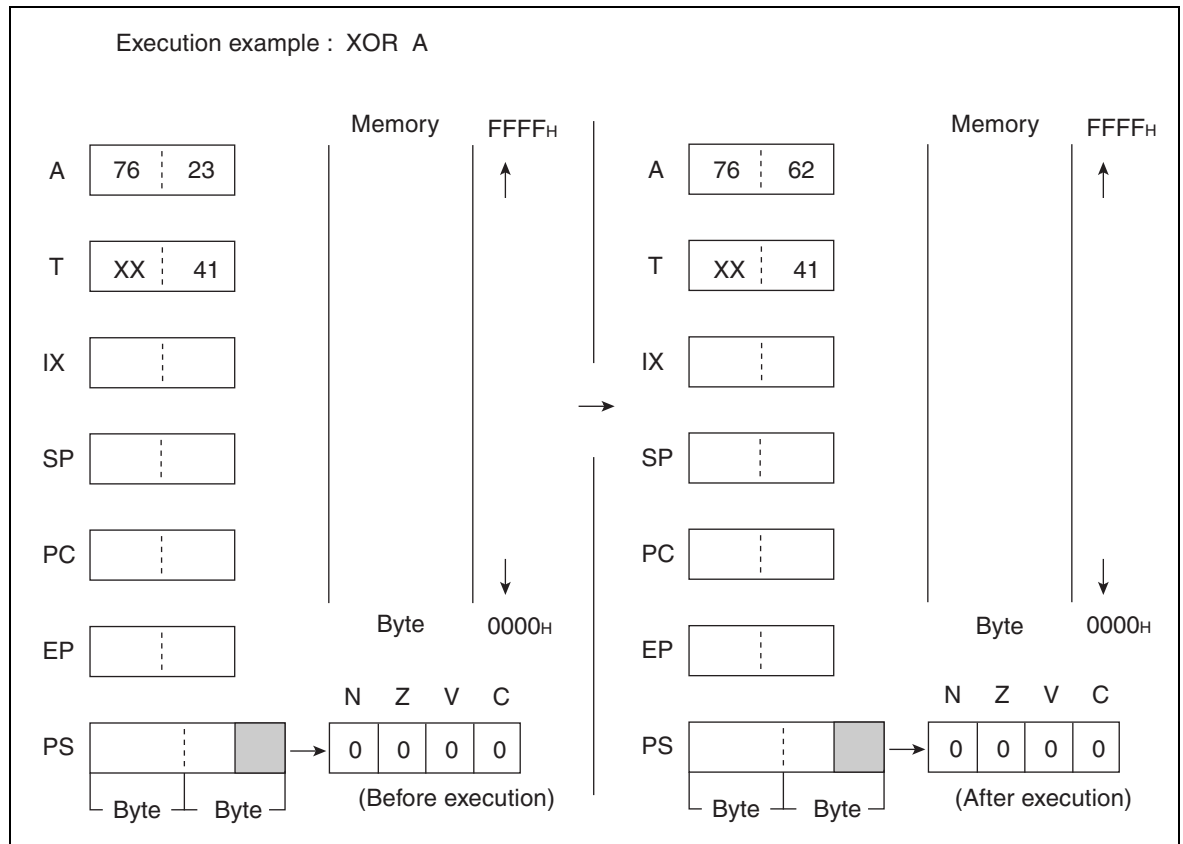 Execution example : XOR A
Memory FFFFH
A 76 23
T XX 41
IX
SP
PC
EP
Byte 0000H
N Z V C
PS 0 0 0 0
Byte Byte
(Before execution)
Memory FFFFH
A 76 62
T XX 41
IX
SP
PC
EP
Byte 0000H
N Z V C
PS 0 0 0 0
Byte Byte
(After execution)